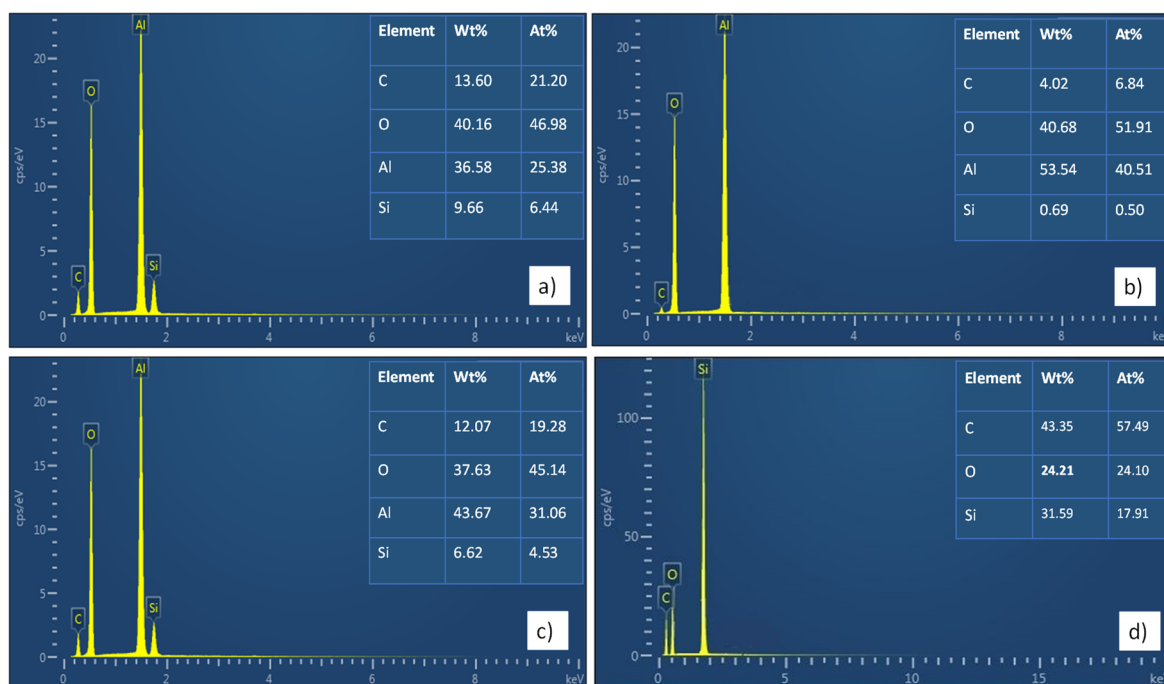 Al
Element Wt% At%
C 13.60 21.20
O 40.16 46.98
Al 36.58 25.38
Si 9.66 6.44
20
O
15
10
5
Si
C
0
cps/eV
a)
0 2 4 6 8 keV
Al
Element Wt% At%
C 4.02 6.84
O 40.68 51.91
Al 53.54 40.51
Si 0.69 0.50
20
O
15
10
5
C
0
cps/eV
b)
0 2 4 6 8 ke
Al
Element Wt% At%
C 12.07 19.28
O 37.63 45.14
Al 43.67 31.06
Si 6.62 4.53
20
O
15
10
5
Si
C
0
cps/eV
c)
0 2 4 6 8 keV
Si
Element Wt% At%
C 43.35 57.49
O 24.21 24.10
Si 31.59 17.91
100
50
O
C
0
cps/eV
d)
0 5 10 15 ke